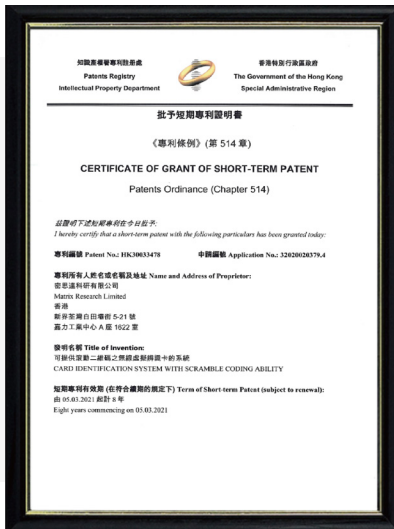 知識產權署專利註冊處
Patents Registry
Intellectual Property Department
香港特別行政區政府
The Government of the Hong Kong
Special Administrative Region
批予短期專利證明書
《專利條例》(第 514 章)
CERTIFICATE OF GRANT OF SHORT-TERM PATENT
Patents Ordinance (Chapter 514)
茲證明下述短期專利在今日批予:
I hereby certify that a short-term patent with the following particulars has been granted today:
專利編號 Patent No.: HK30033478 申請編號 Application No.: 32020020379.4
專利所有人姓名或名稱及地址 Name and Address of Proprietor:
密思達科研有限公司
Matrix Research Limited
香港
新界荃灣白田壩街 5-21 號
嘉力工業中心 A 座 1622 室
發明名稱 Title of Invention:
可提供滾動二維碼之無線虛擬辨識卡的系統
CARD IDENTIFICATION SYSTEM WITH SCRAMBLE CODING ABILITY
短期專利有效期 (在符合續期的規定下) Term of Short-term Patent (subject to renewal):
由 05.03.2021 起計 8 年
Eight years commencing on 05.03.2021